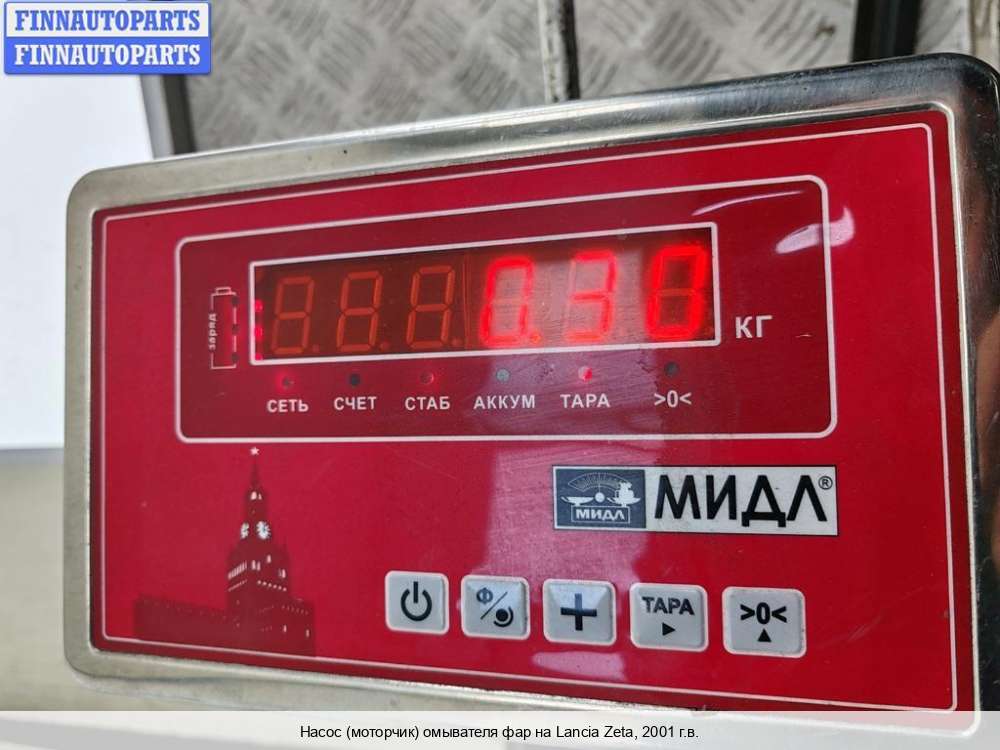 FINNAUTOPARTS
FINNAUTOPARTS
заряд
0.30
КГ
СЕТЬ СЧЕТ СТАБ АККУМ ТАРА >0<
МИДЛ МИДЛ®
Ф
ТАРА >0<
Насос (моторчик) омывателя фар на Lancia Zeta, 2001 г.в.